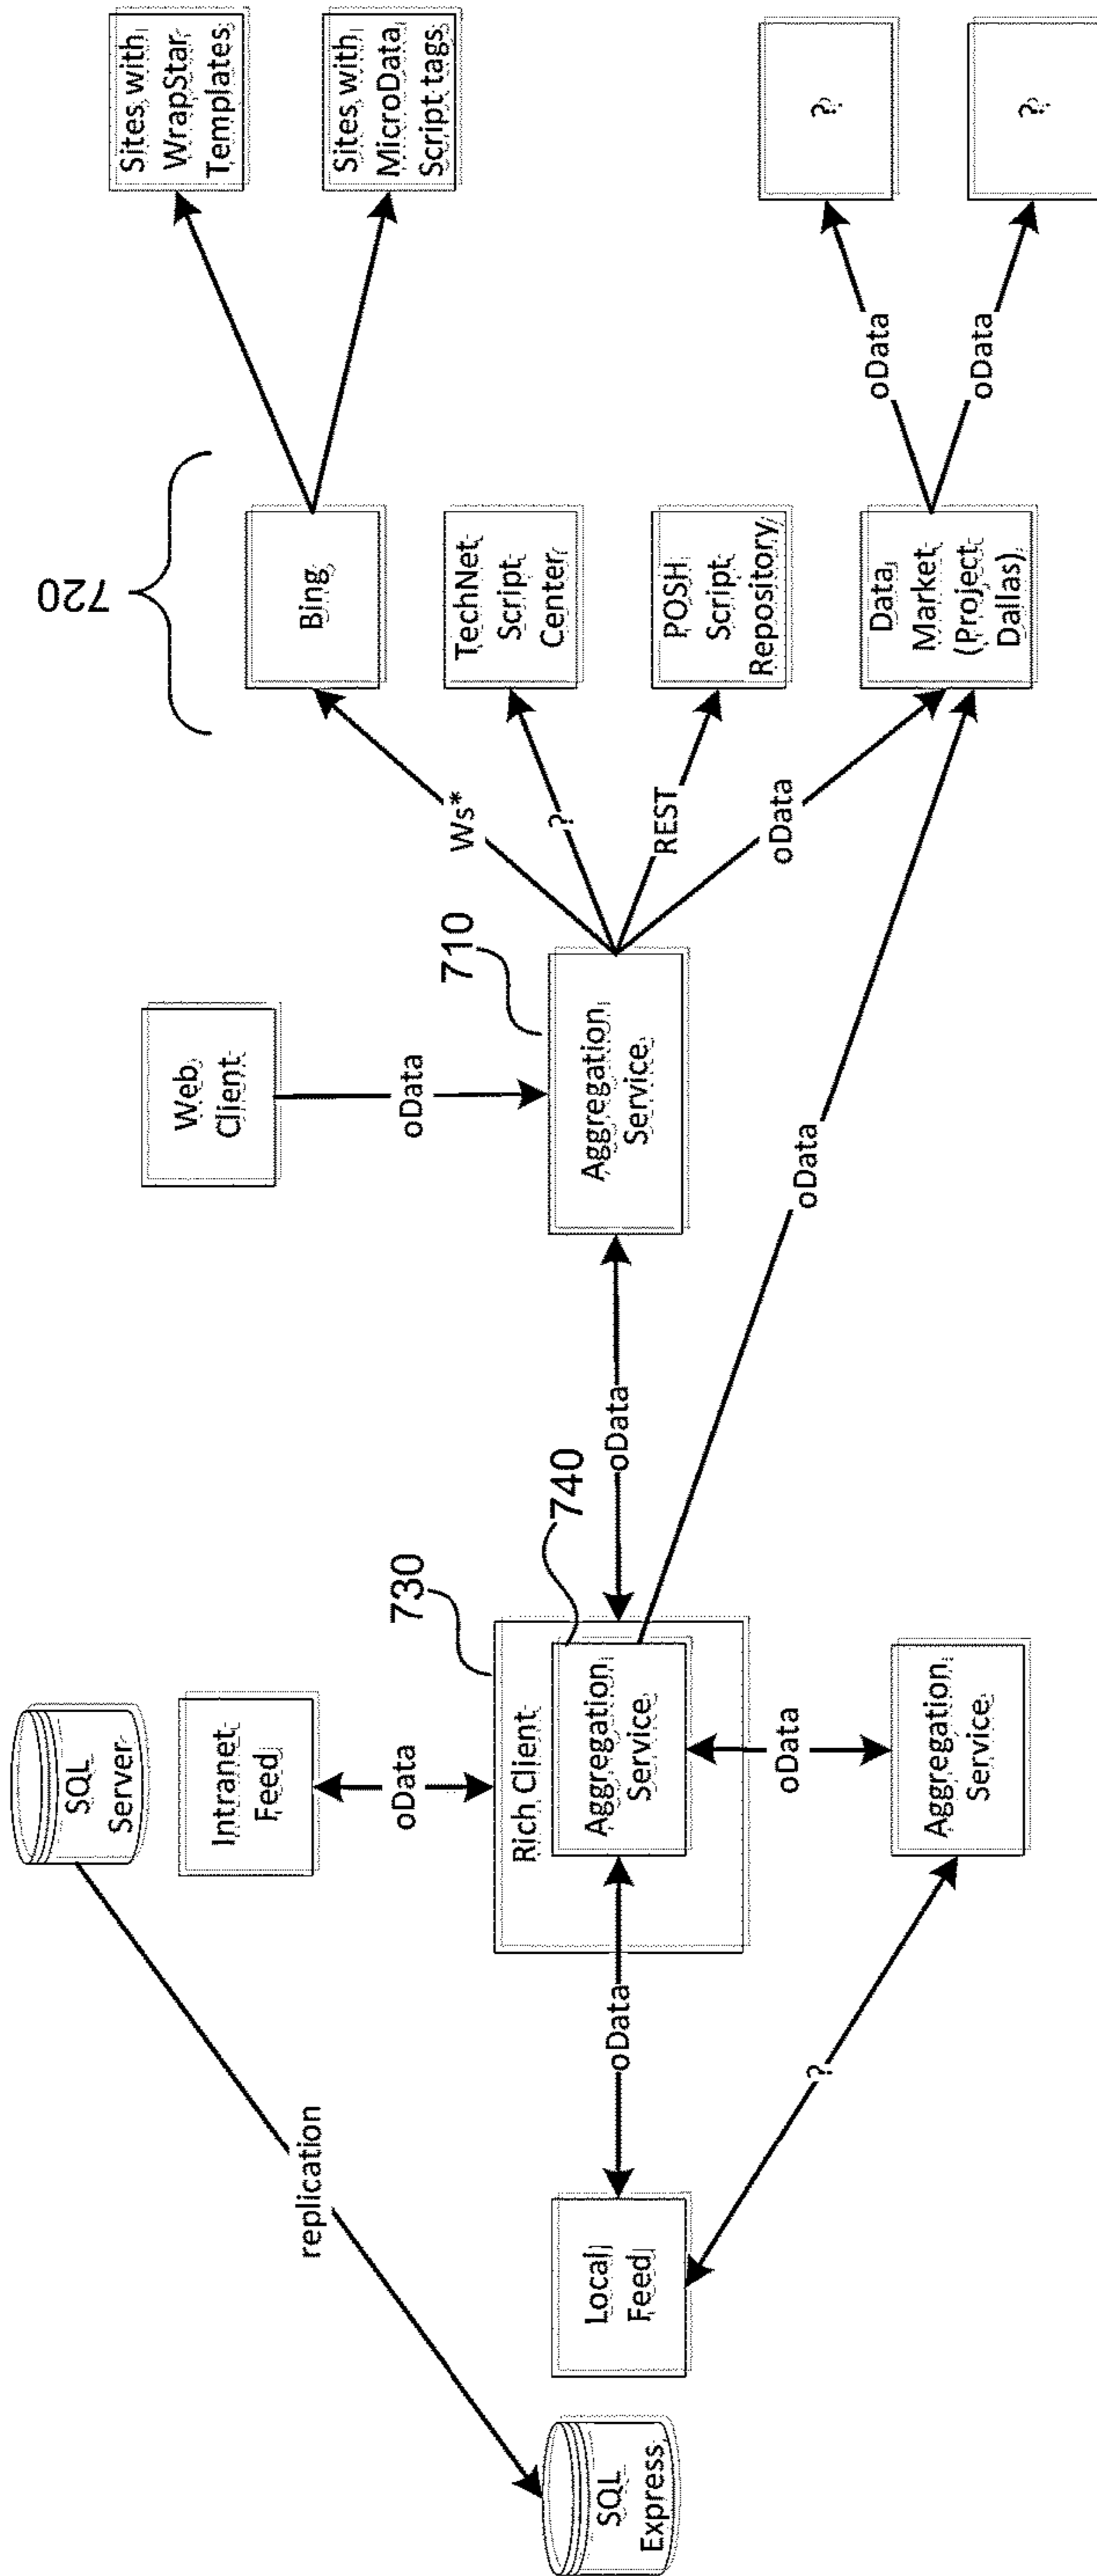 SQL
Server
Intranet
Feed
oData
replication
SQL
Express
Local
Feed
oData
Rich Client
730
Aggregation
Service
740
oData
Aggregation
Service
?
oData
oData
Web
Client
oData
Aggregation
Service
710
Ws*
?
REST
oData
720
Bing
TechNet
Script
Center
POSH
Script
Repository
Data
Market
(Project
Dallas)
Sites with
WrapStar
Templates
Sites with
MicroData
Script tags
oData
oData
?
?